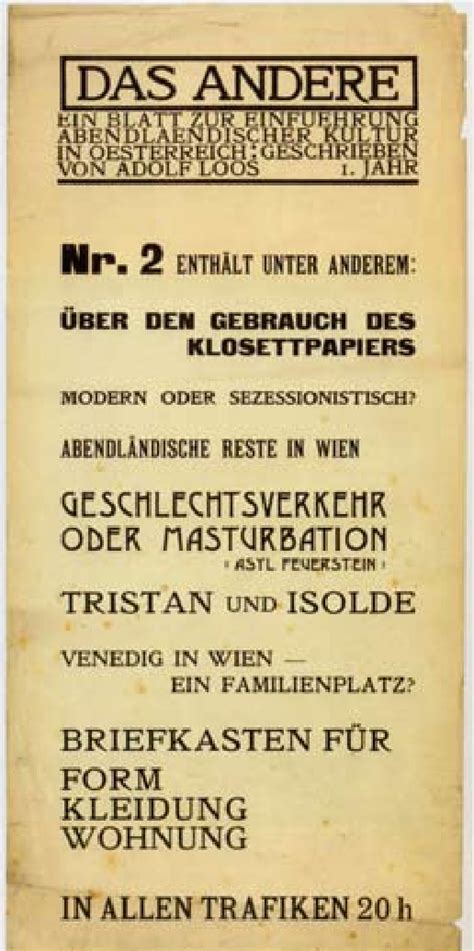 DAS ANDERE
EIN BLATT ZUR EINFUEHRUNG
ABENDLAENDISCHER KULTUR
IN OESTERREICH: GESCHRIEBEN
VON ADOLF LOOS 1. JAHR
Nr. 2 ENTHÄLT UNTER ANDEREM:
ÜBER DEN GEBRAUCH DES
KLOSETTPAPIERS
MODERN ODER SEZESSIONISTISCH?
ABENDLÄNDISCHE RESTE IN WIEN
GESCHLECHTSVERKEHR
ODER MASTURBATION
(ASYL FEUERSTEIN)
TRISTAN UND ISOLDE
VENEDIG IN WIEN —
EIN FAMILIENPLATZ?
BRIEFKASTEN FÜR
FORM
KLEIDUNG
WOHNUNG
IN ALLEN TRAFIKEN 20 h